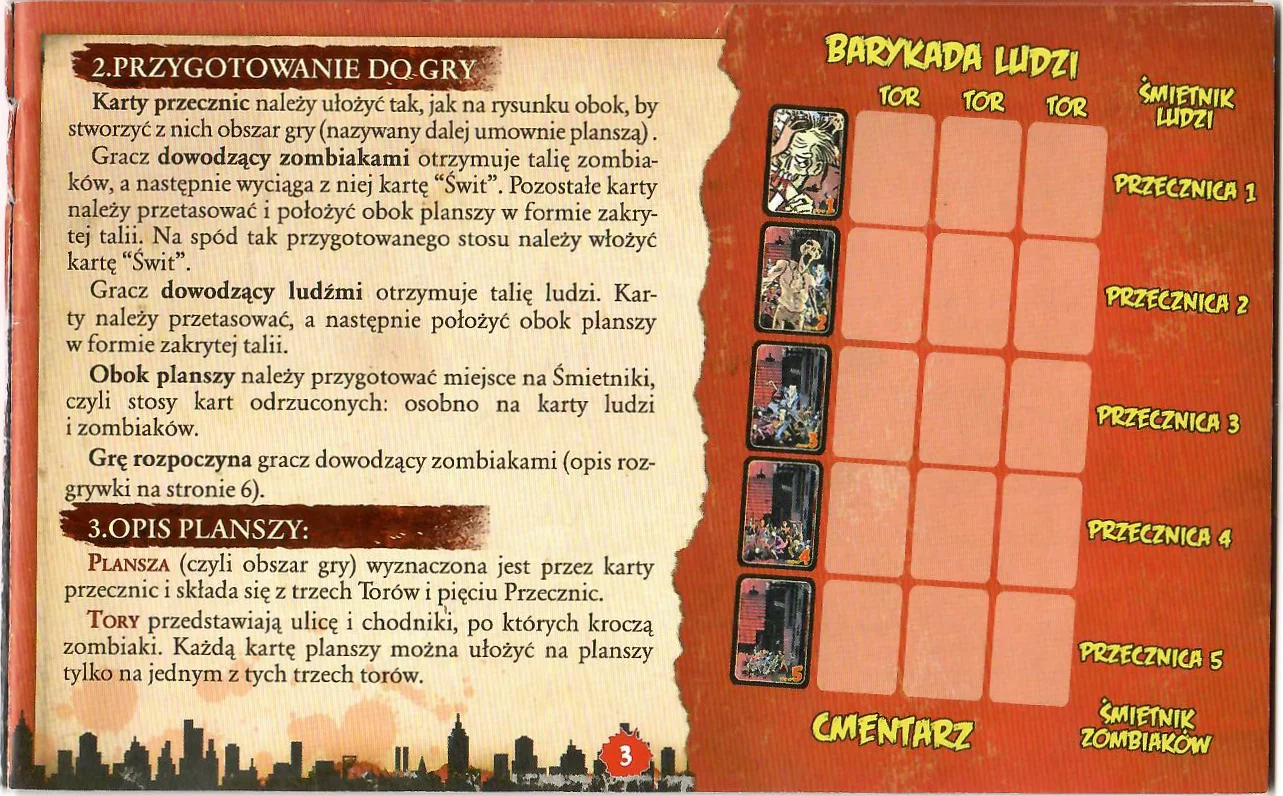 2.PRZYGOTOWANIE DO GRY
Karty przecznic należy ułożyć tak, jak na rysunku obok, by
stworzyć z nich obszar gry (nazywany dalej umownie planszą) .
Gracz dowodzący zombiakami otrzymuje talię zombia-
ków, a następnie wyciąga z niej kartę “Świt”. Pozostałe karty
należy przetasować i położyć obok planszy w formie zakry-
tej talii. Na spód tak przygotowanego stosu należy włożyć
kartę “Świt”.
Gracz dowodzący ludźmi otrzymuje talię ludzi. Kar-
ty należy przetasować, a następnie położyć obok planszy
w formie zakrytej talii.
Obok planszy należy przygotować miejsce na Śmietniki,
czyli stosy kart odrzuconych: osobno na karty ludzi
i zombiaków.
Grę rozpoczyna gracz dowodzący zombiakami (opis roz-
grywki na stronie 6).
3.OPIS PLANSZY:
PLANSZA (czyli obszar gry) wyznaczona jest przez karty
przecznic i składa się z trzech Torów i pięciu Przecznic.
TORY przedstawiają ulicę i chodniki, po których kroczą
zombiaki. Każdą kartę planszy można ułożyć na planszy
tylko na jednym z tych trzech torów.
3
BARYKADA LUDZI
TOR TOR TOR
ŚMIETNIK
LUDZI
1
PRZECZNICA 1
2
PRZECZNICA 2
3
PRZECZNICA 3
4
PRZECZNICA 4
5
PRZECZNICA 5
CMENTARZ
ŚMIETNIK
ZOMBIAKÓW